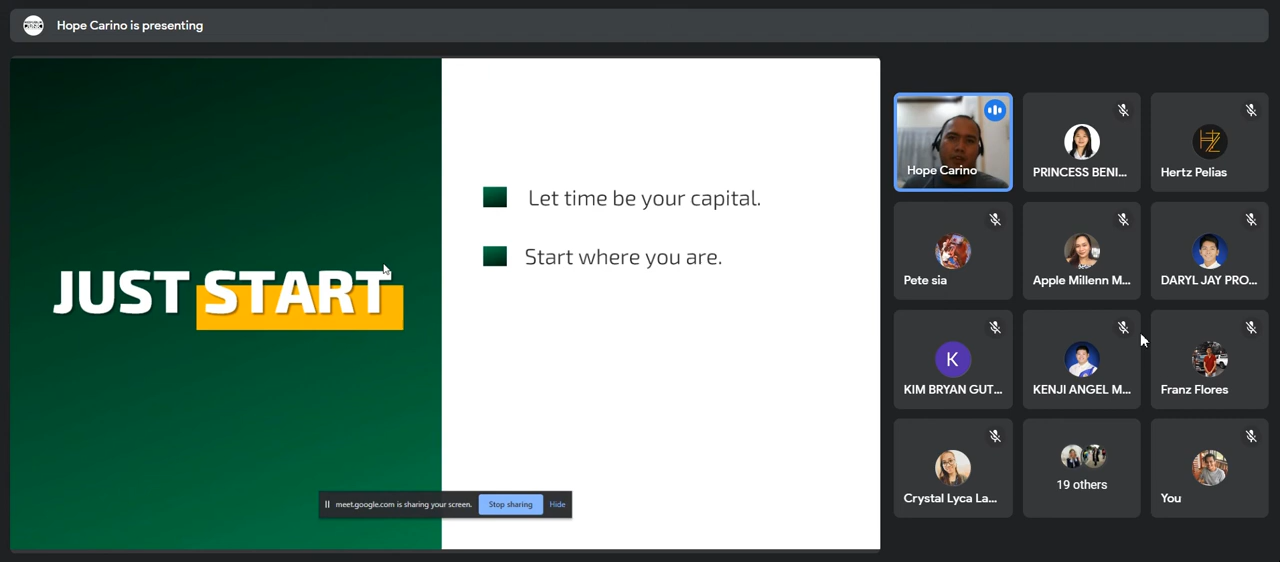 Hope Carino is presenting
JUST START
Let time be your capital.
Start where you are.
meet.google.com is sharing your screen.
Stop sharing
Hide
Hope Carino
PRINCESS BENI...
Hertz Pelias
Pete sia
Apple Millenn M...
DARYL JAY PRO...
K
KIM BRYAN GUT...
KENJI ANGEL M...
Franz Flores
Crystal Lyca La...
19 others
You